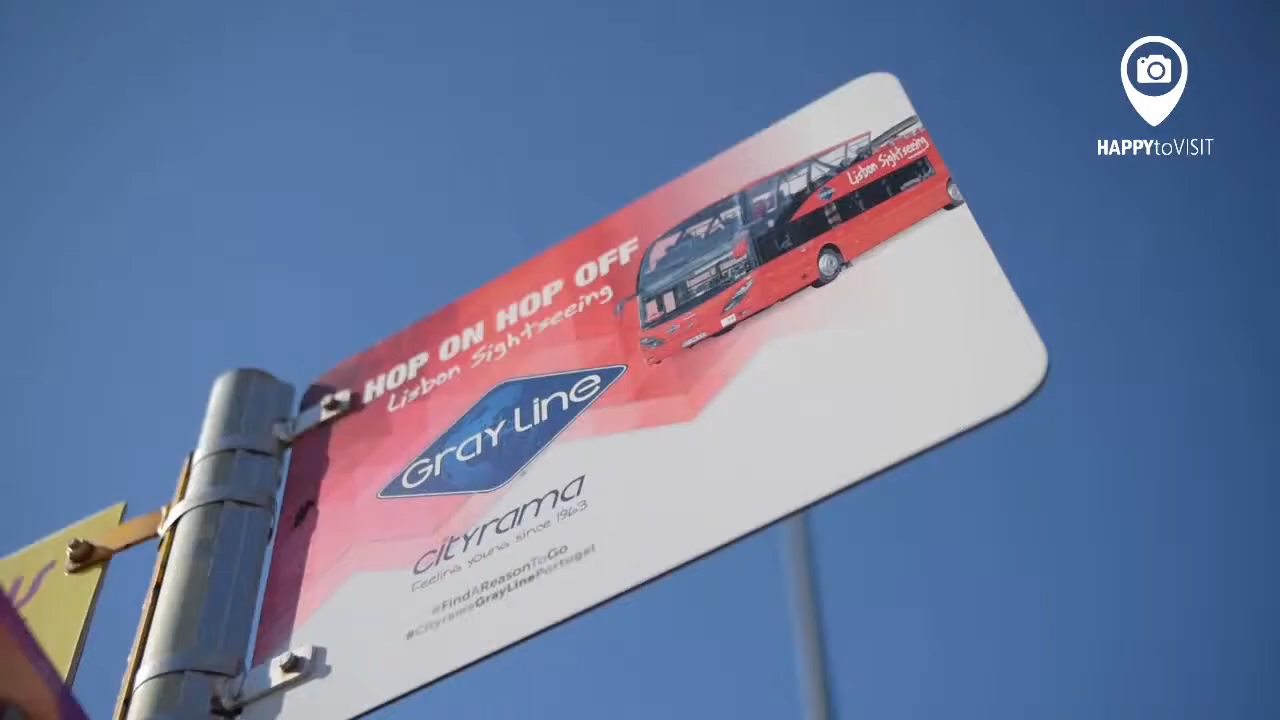 HAPPYtoVISIT
HOP ON HOP OFF
Lisbon Sightseeing
Lisbon Sightseeing
GRAY LINE
cityrama
Feeling young since 1963
#FindAReasonToGo
#CityramaGrayLinePortugal